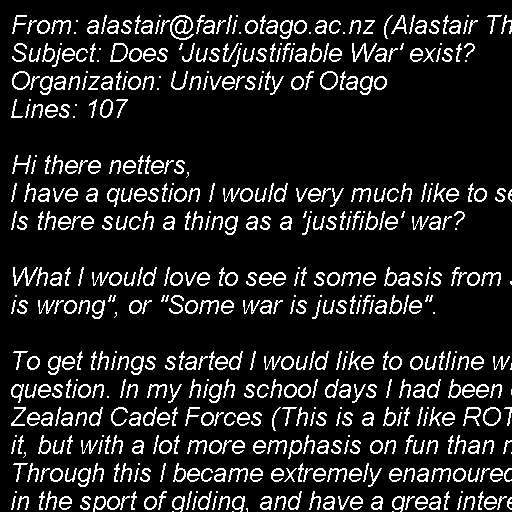 From: alastair@farli.otago.ac.nz (Alastair Th
Subject: Does 'Just/justifiable War' exist?
Organization: University of Otago
Lines: 107
Hi there netters,
I have a question I would very much like to se
Is there such a thing as a 'justifible' war?
What I would love to see it some basis from
is wrong", or "Some war is justifiable".
To get things started I would like to outline w
question. In my high school days I had been
Zealand Cadet Forces (This is a bit like ROT
it, but with a lot more emphasis on fun than
Through this I became extremely enamoured
in the sport of gliding, and have a great intere